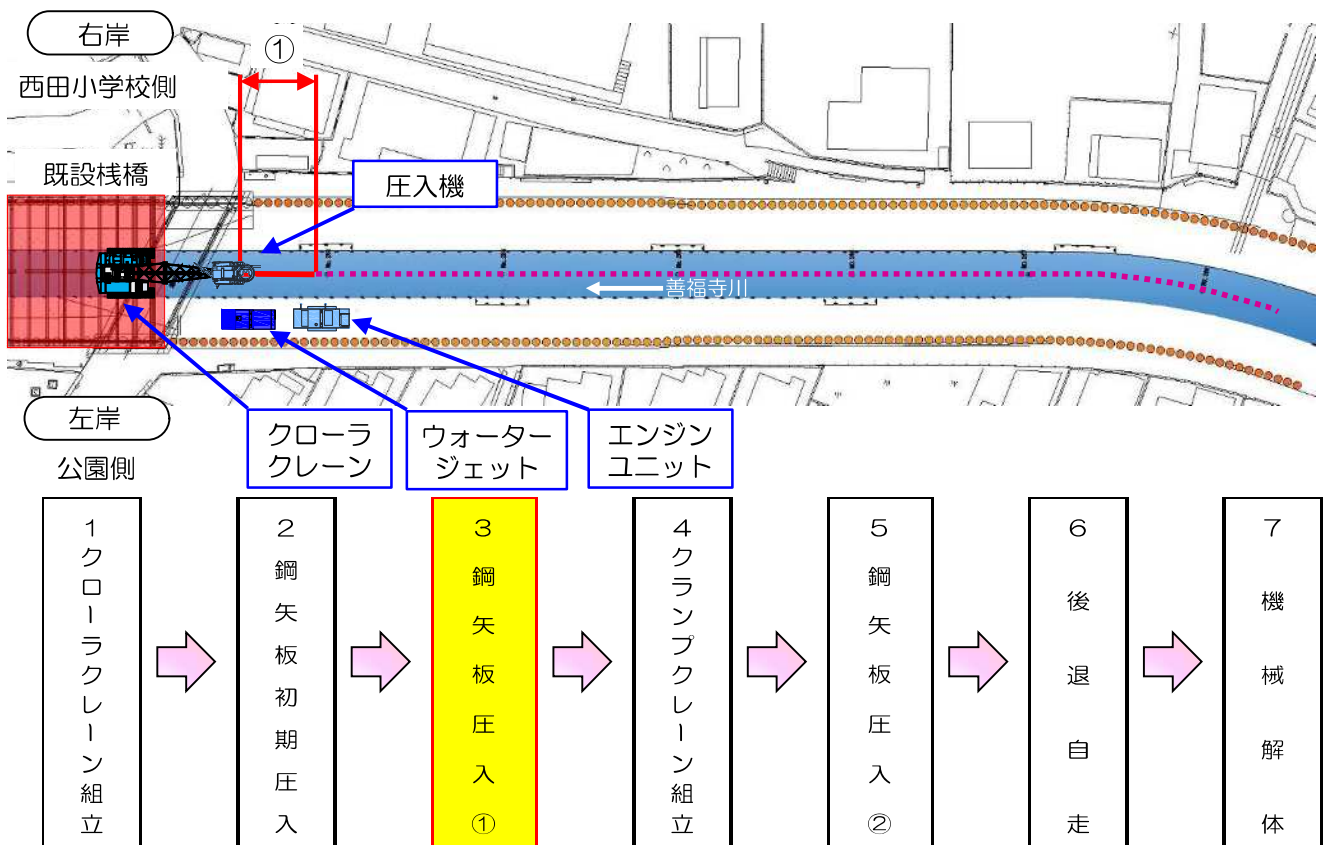 右岸
西田小学校側
①
既設桟橋
圧入機
善福寺川
左岸
公園側
クローラ
クレーン
ウォーター
ジェット
エンジン
ユニット
1クローラクレーン組立
2鋼矢板初期圧入
3鋼矢板圧入①
4クランプクレーン組立
5鋼矢板圧入②
6後退自走
7機械解体